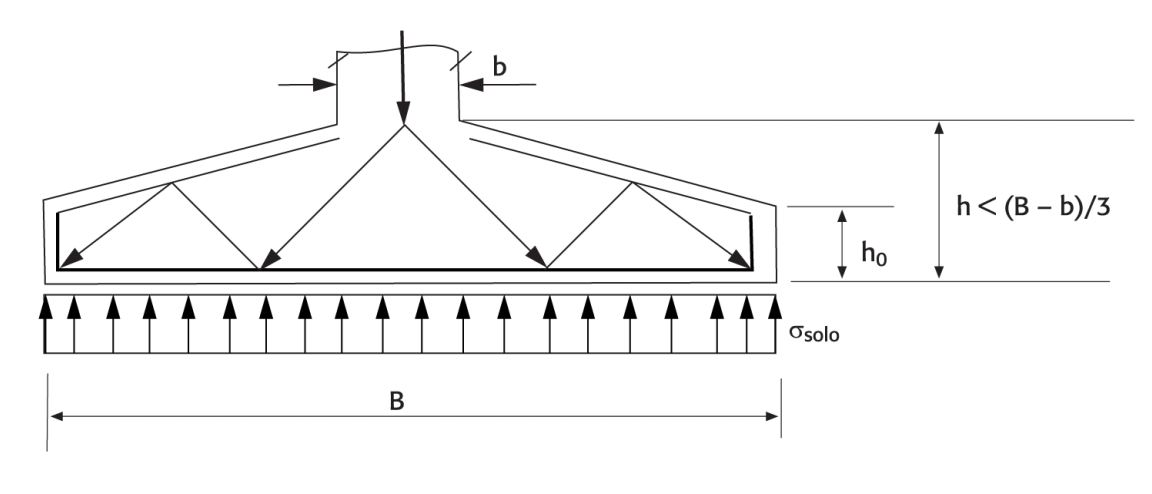 b
h < (B – b)/3
h₀
σsolo
B